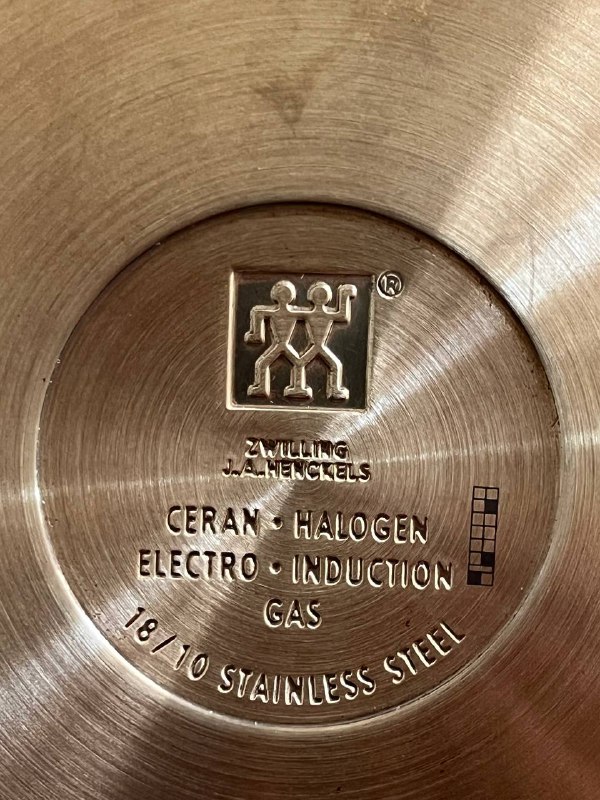 ®
ZWILLING
J.A.HENCKELS
CERAN · HALOGEN
ELECTRO · INDUCTION
GAS
18/10 STAINLESS STEEL